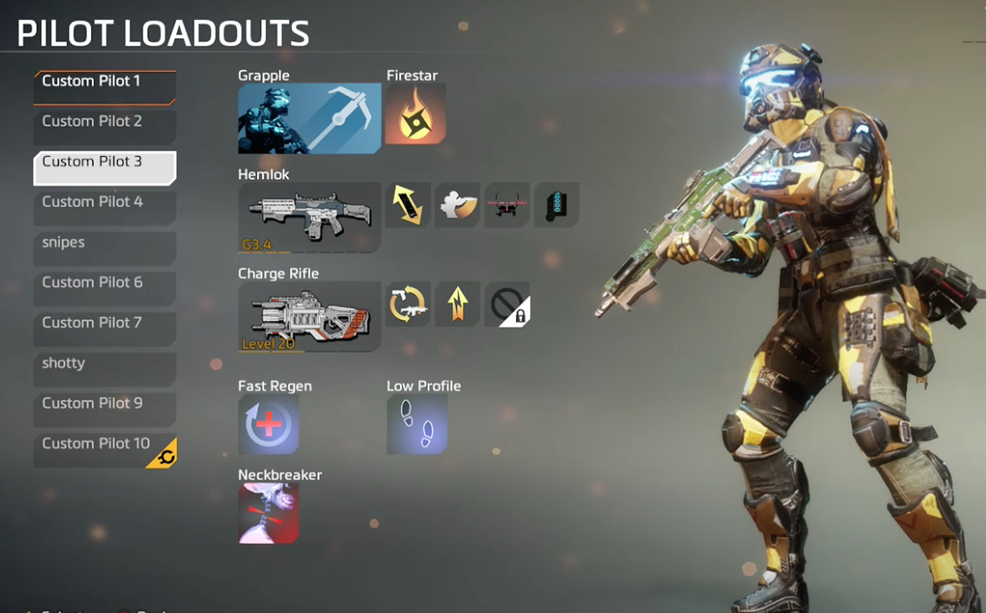 PILOT LOADOUTS
Custom Pilot 1
Custom Pilot 2
Custom Pilot 3
Custom Pilot 4
snipes
Custom Pilot 6
Custom Pilot 7
shotty
Custom Pilot 9
Custom Pilot 10
Grapple
Firestar
Hemlok
G3.4
Charge Rifle
Level 20
Fast Regen
Low Profile
Neckbreaker